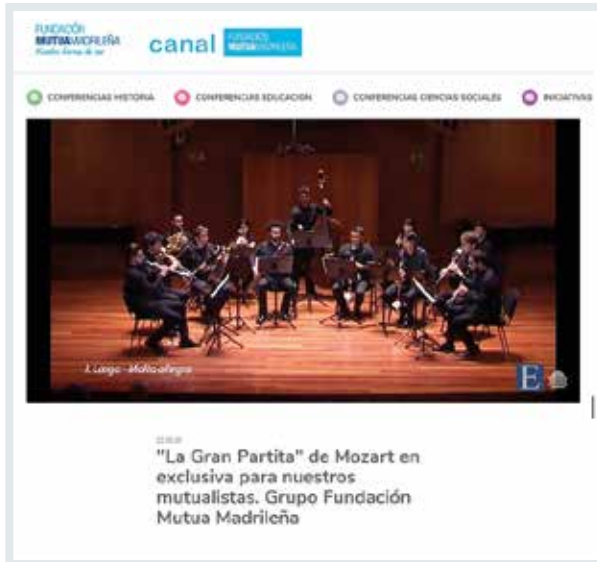 FUNDACIÓN
MUTUAMADRILEÑA
canal
FUNDACIÓN
MUTUAMADRILEÑA
CONFERENCIAS HISTORIA
CONFERENCIAS EDUCACIÓN
CONFERENCIAS CIENCIAS SOCIALES
INICIATIVAS
I. Largo - Molto allegro
E
"La Gran Partita" de Mozart en
exclusiva para nuestros
mutualistas. Grupo Fundación
Mutua Madrileña